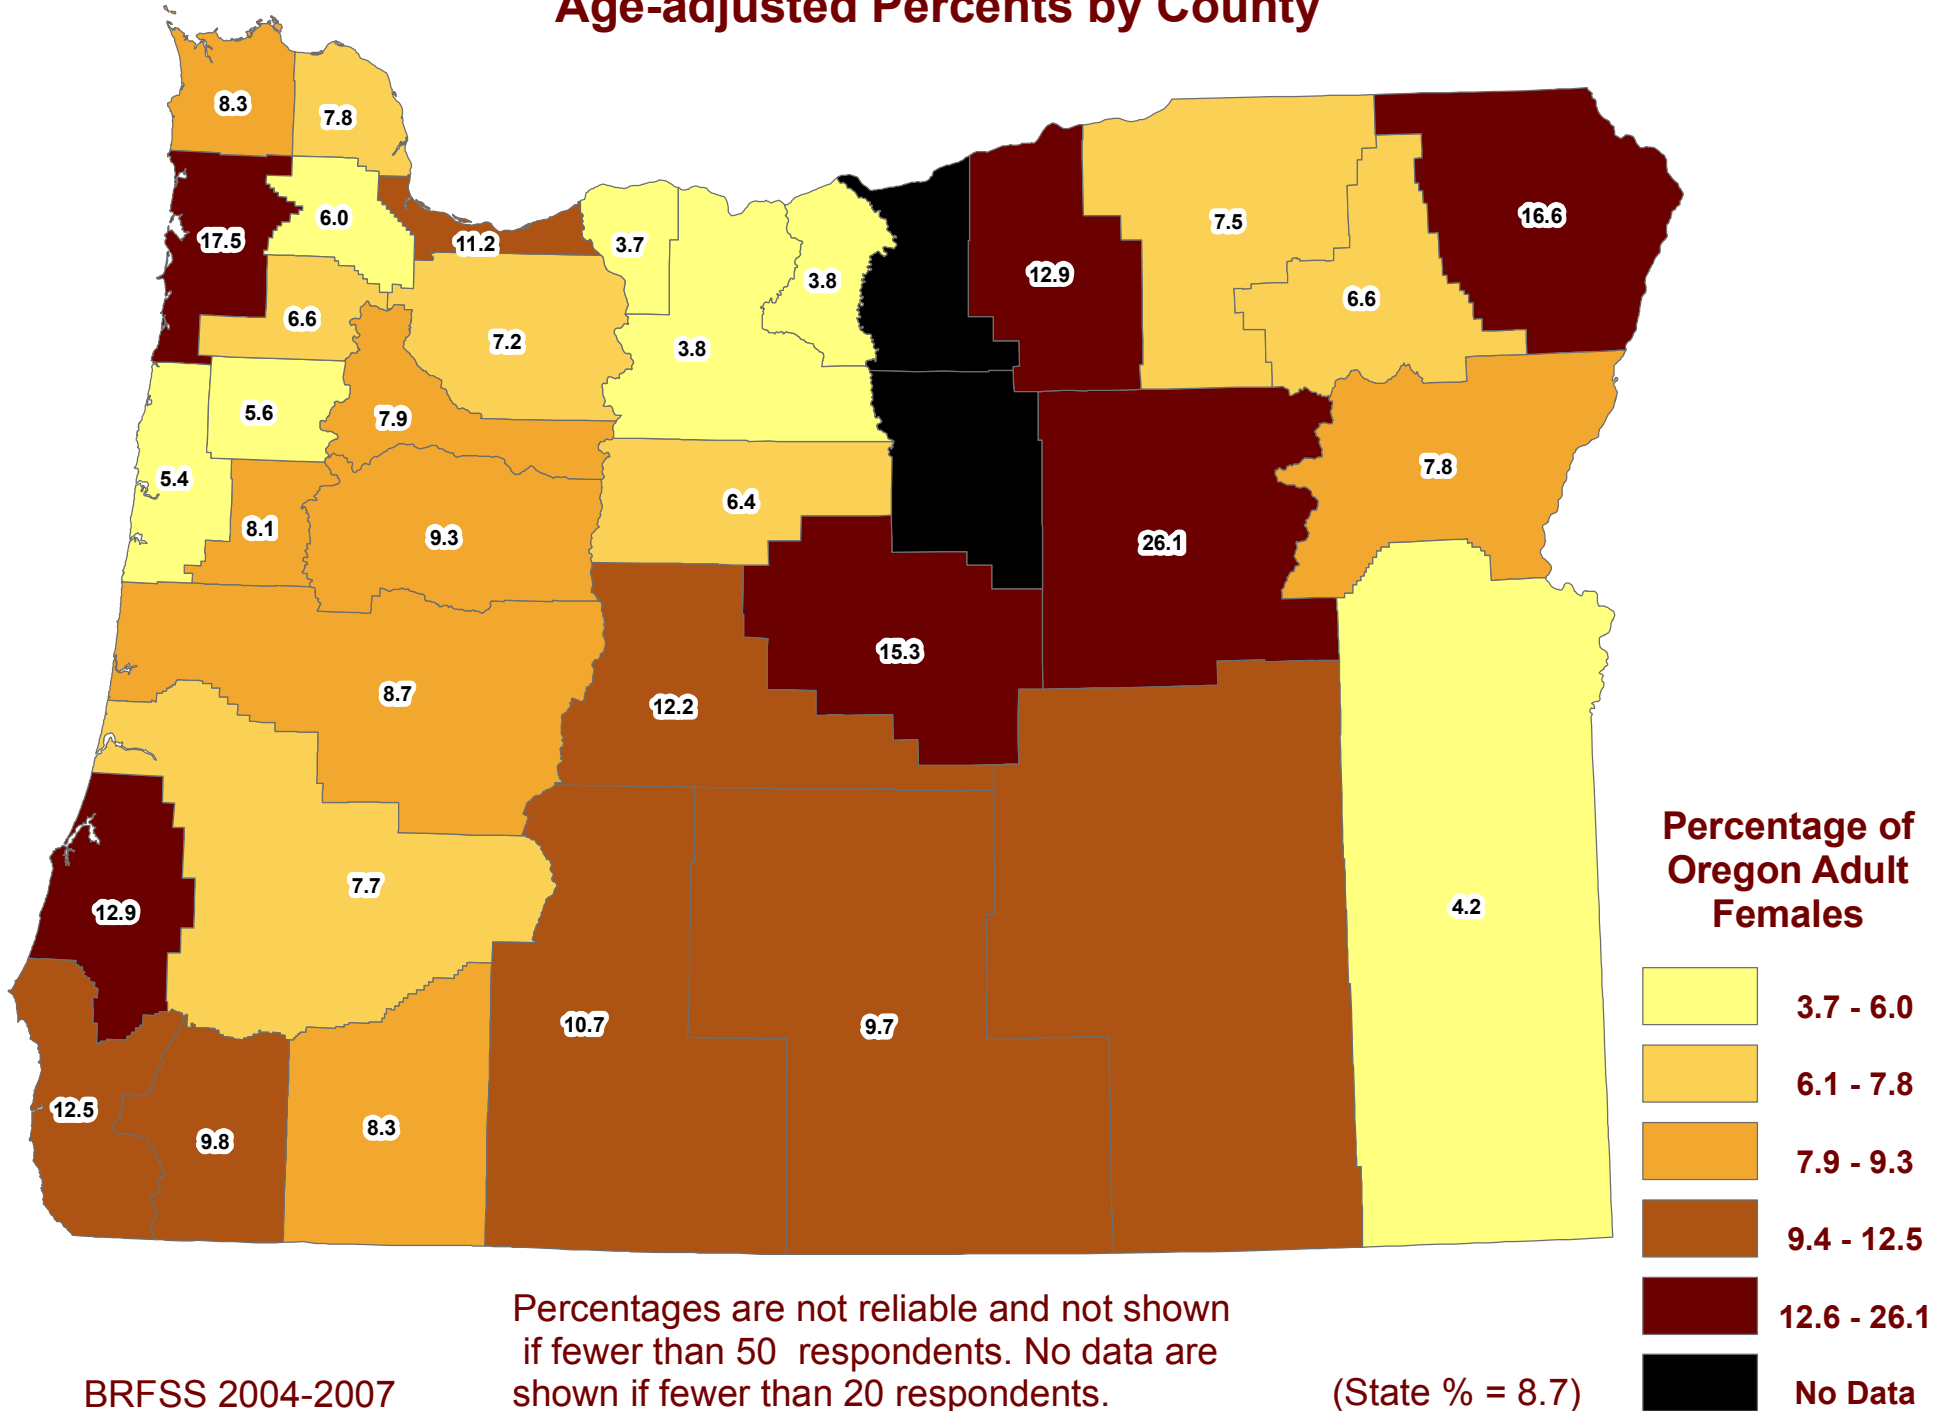 Age-adjusted Percents by County
8.3
7.8
17.5
6.0
11.2
3.7
3.8
3.8
12.9
7.5
6.6
16.6
6.6
7.2
5.6
7.9
5.4
8.1
9.3
6.4
26.1
7.8
15.3
8.7
12.2
7.7
12.9
4.2
10.7
9.7
12.5
9.8
8.3
Percentage of
Oregon Adult
Females
3.7 - 6.0
6.1 - 7.8
7.9 - 9.3
9.4 - 12.5
12.6 - 26.1
No Data
Percentages are not reliable and not shown
if fewer than 50 respondents. No data are
shown if fewer than 20 respondents.
BRFSS 2004-2007
(State % = 8.7)